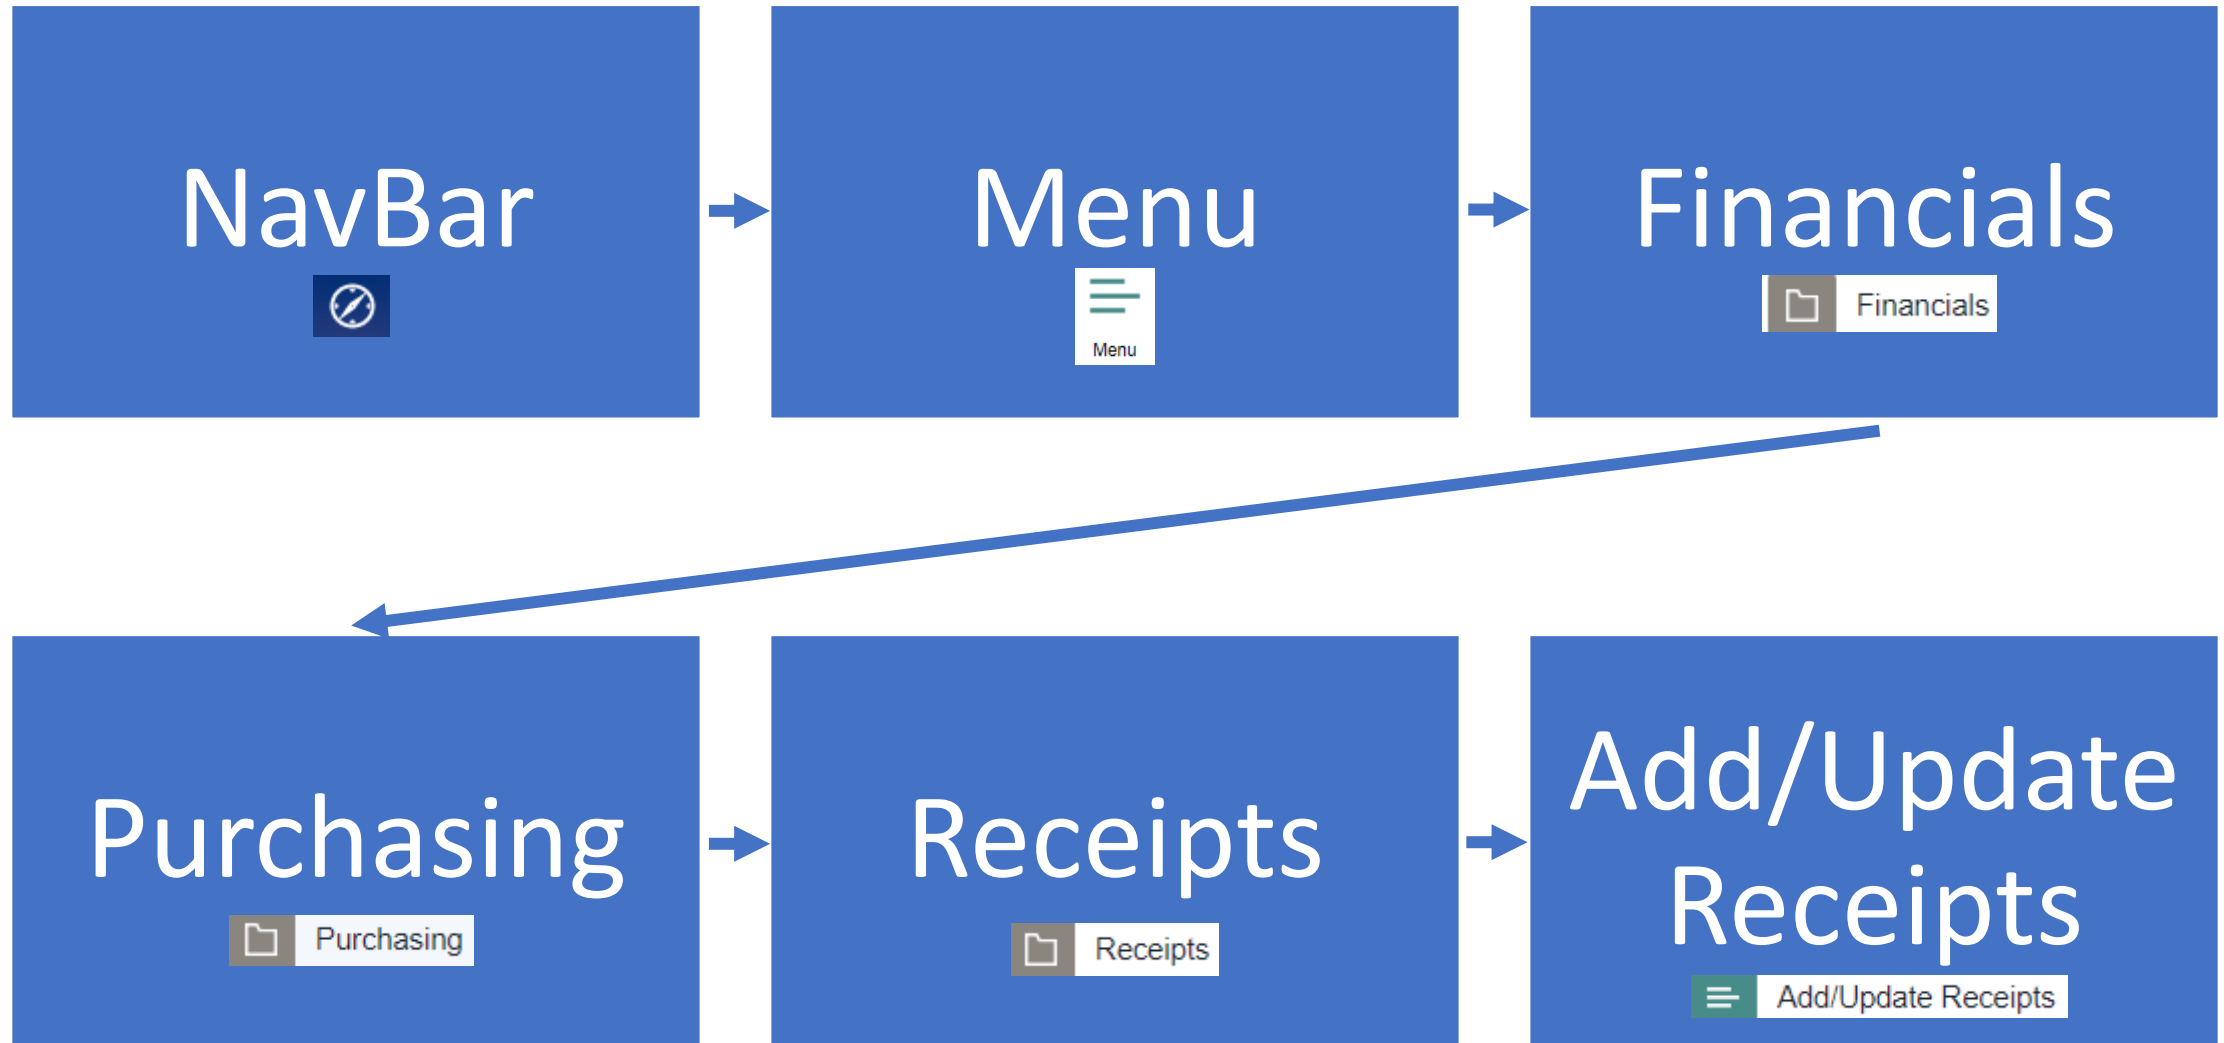 NavBar
Menu
Menu
Financials
Financials
Purchasing
Purchasing
Receipts
Receipts
Add/Update
Receipts
Add/Update Receipts